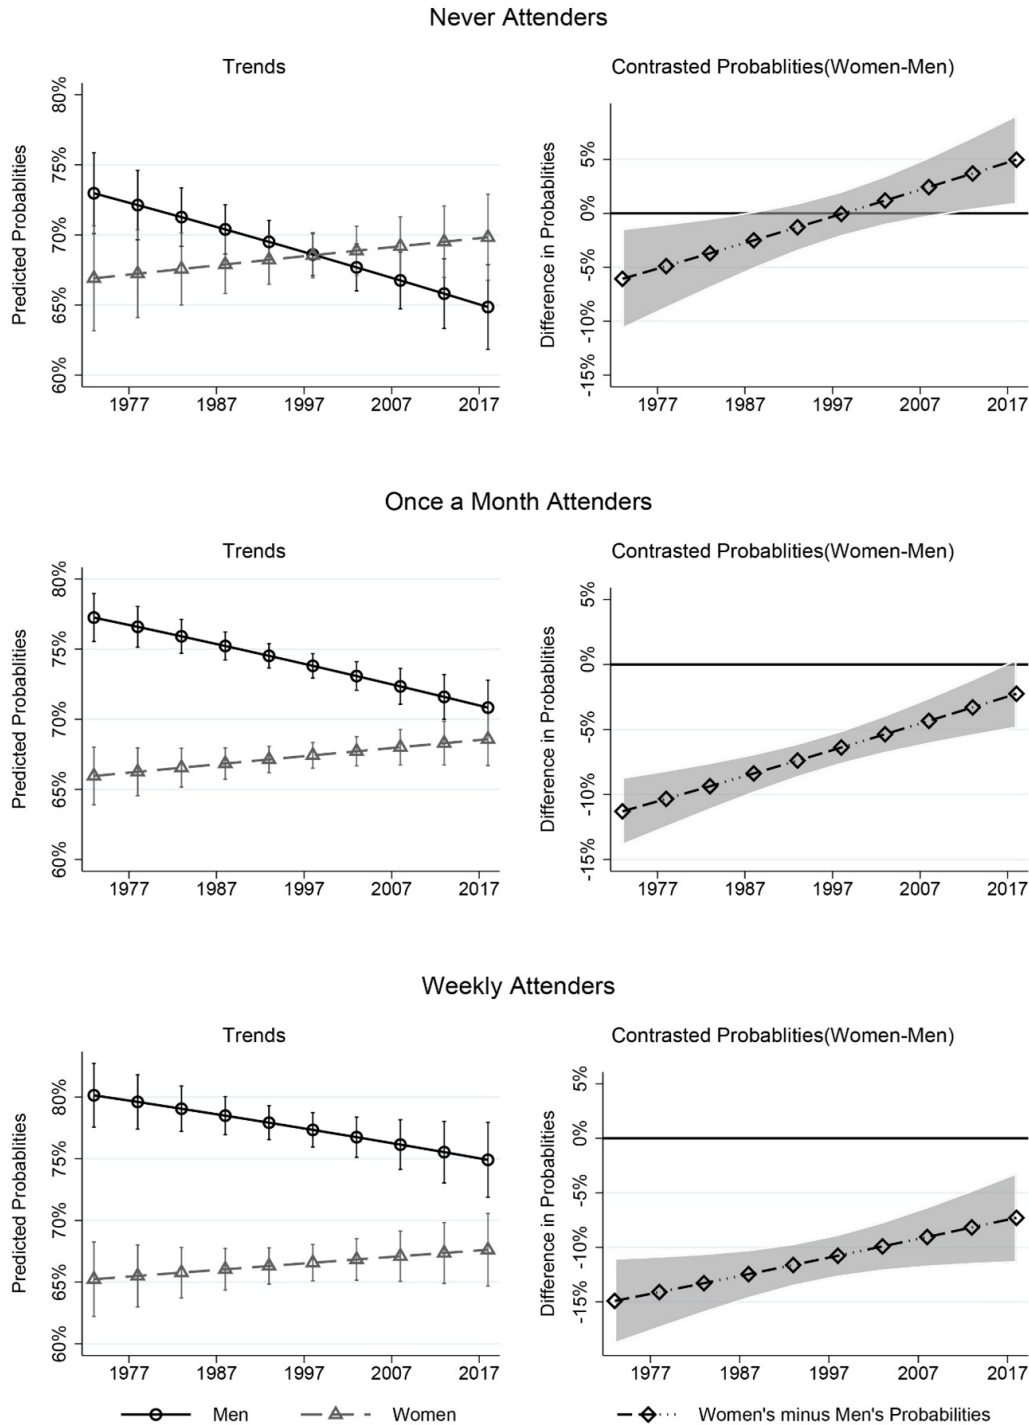 Never Attenders
Trends
Predicted Probablities
80%
75%
70%
65%
60%
1977 1987 1997 2007 2017
Contrasted Probablities(Women-Men)
Difference in Probablities
5%
0%
-5%
-10%
-15%
1977 1987 1997 2007 2017
Once a Month Attenders
Trends
Predicted Probablities
80%
75%
70%
65%
60%
1977 1987 1997 2007 2017
Contrasted Probablities(Women-Men)
Difference in Probablities
5%
0%
-5%
-10%
-15%
1977 1987 1997 2007 2017
Weekly Attenders
Trends
Predicted Probablities
80%
75%
70%
65%
60%
1977 1987 1997 2007 2017
Contrasted Probablities(Women-Men)
Difference in Probablities
5%
0%
-5%
-10%
-15%
1977 1987 1997 2007 2017
Men Women Women's minus Men's Probabilities